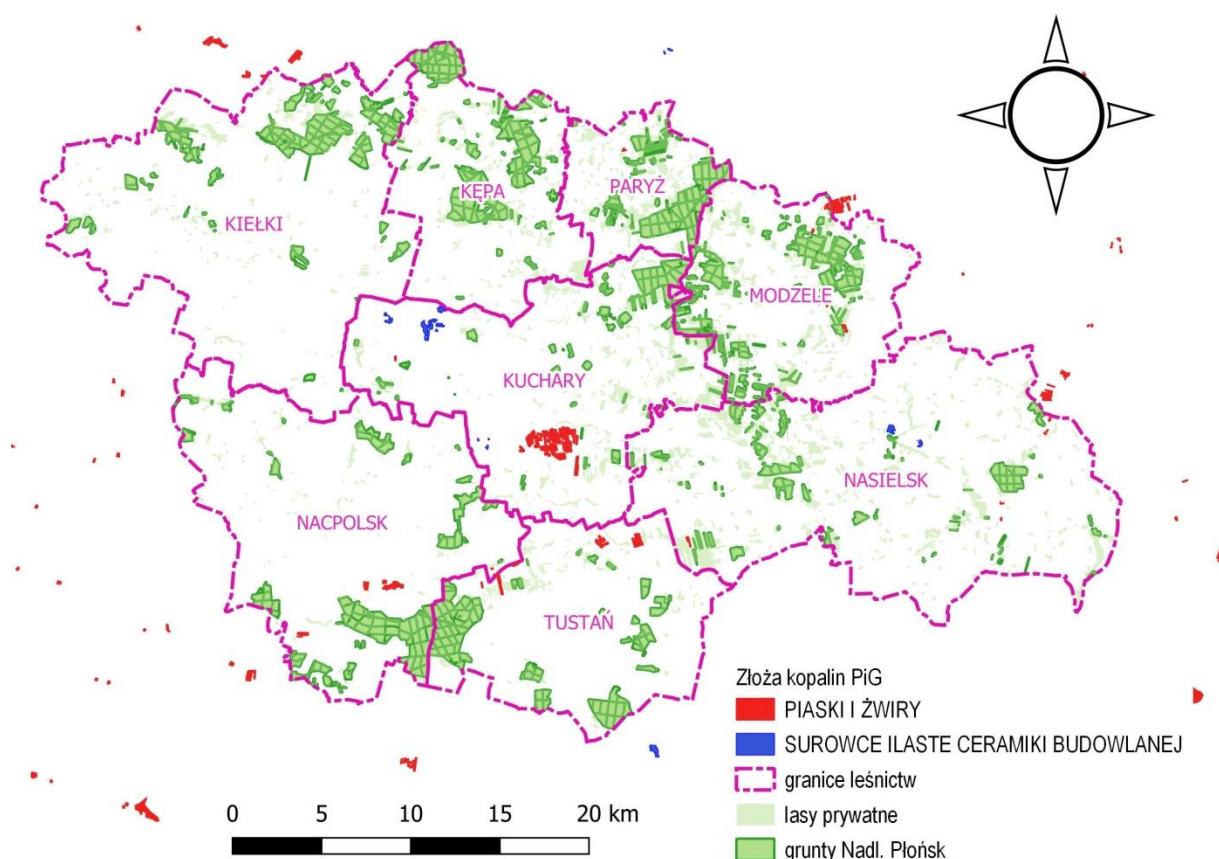 KIEŁKI
KĘPA
PARYŻ
MODZELE
KUCHARY
NASIELSK
NACPOLSK
TUSTAŃ
Złoża kopalin PiG
PIASKI I ŻWIRY
SUROWCE ILASTE CERAMIKI BUDOWLANEJ
granice leśnictw
lasy prywatne
grunty Nadl. Płońsk
0 5 10 15 20 km